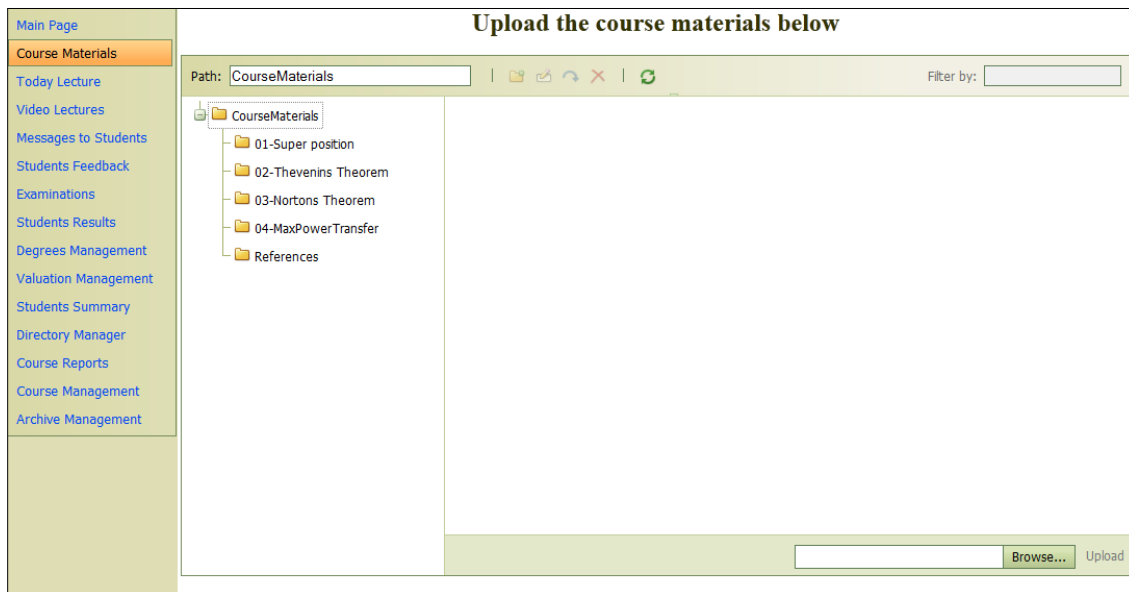 Upload the course materials below
Main Page
Course Materials
Today Lecture
Video Lectures
Messages to Students
Students Feedback
Examinations
Students Results
Degrees Management
Valuation Management
Students Summary
Directory Manager
Course Reports
Course Management
Archive Management
Path: CourseMaterials
Filter by:
CourseMaterials
01-Super position
02-Thevenins Theorem
03-Nortons Theorem
04-MaxPowerTransfer
References
Browse... Upload